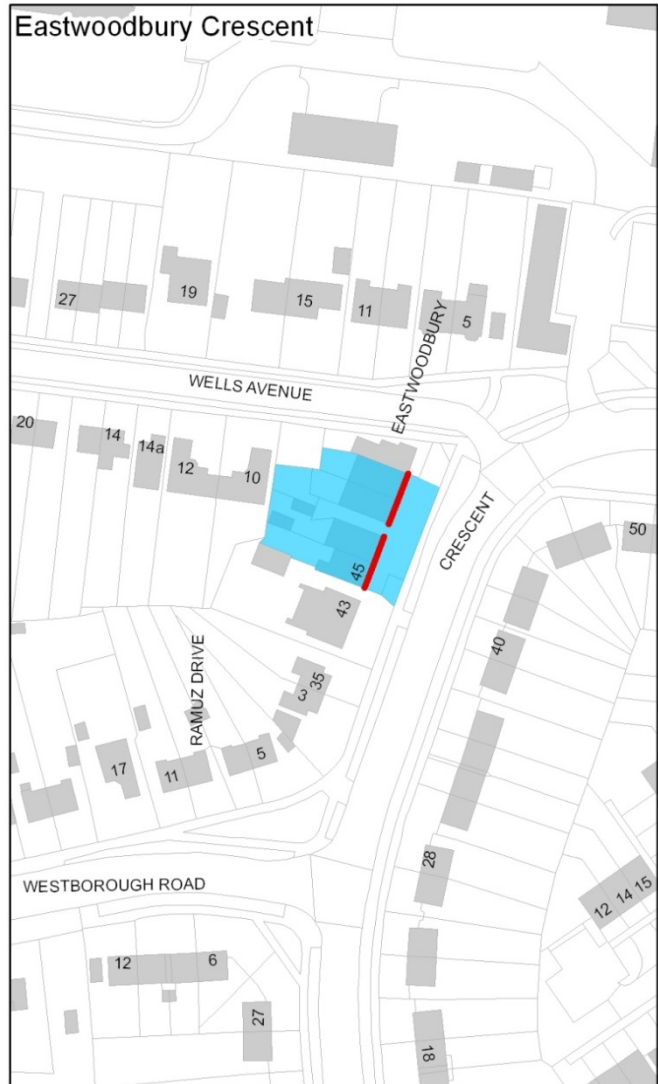 Eastwoodbury Crescent
19
27
15
11
5
EASTWOODBURY
WELLS AVENUE
20
14
14a
12
10
CRESCENT
50
45
43
40
RAMUZ DRIVE
35
3
5
17
11
28
WESTBOROUGH ROAD
12 14 15
12
6
27
18